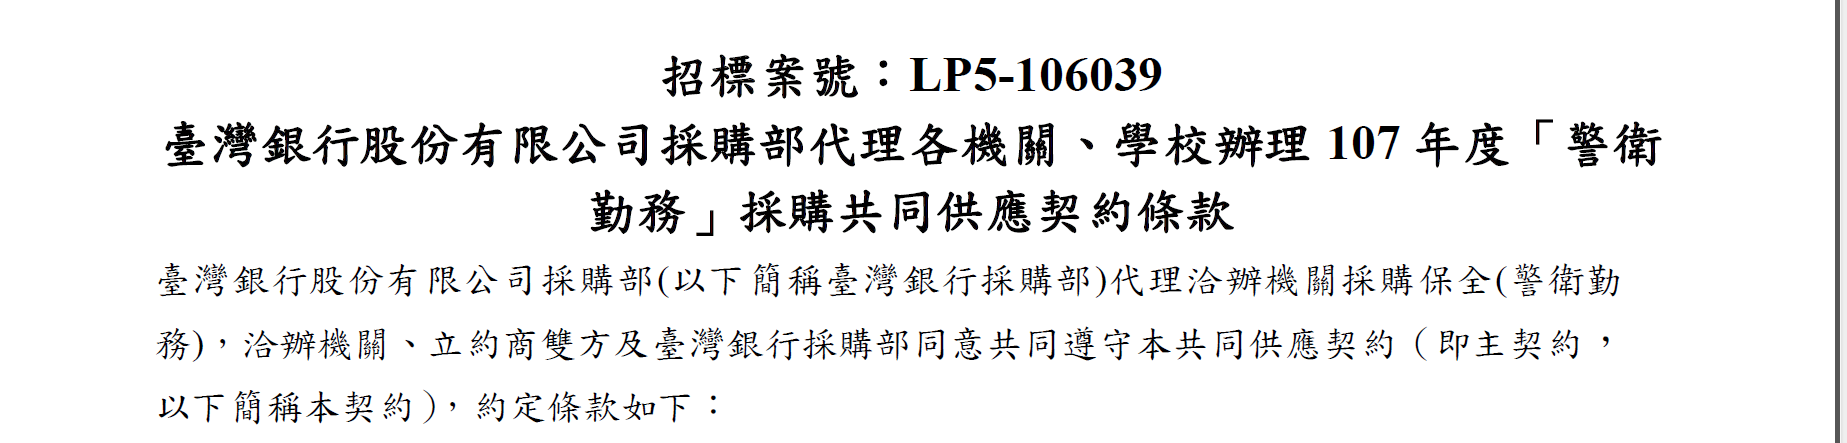 招標案號：LP5-106039
臺灣銀行股份有限公司採購部代理各機關、學校辦理 107 年度「警衛
勤務」採購共同供應契約條款
臺灣銀行股份有限公司採購部(以下簡稱臺灣銀行採購部)代理洽辦機關採購保全(警衛勤
務)，洽辦機關、立約商雙方及臺灣銀行採購部同意共同遵守本共同供應契約（即主契約，
以下簡稱本契約），約定條款如下：